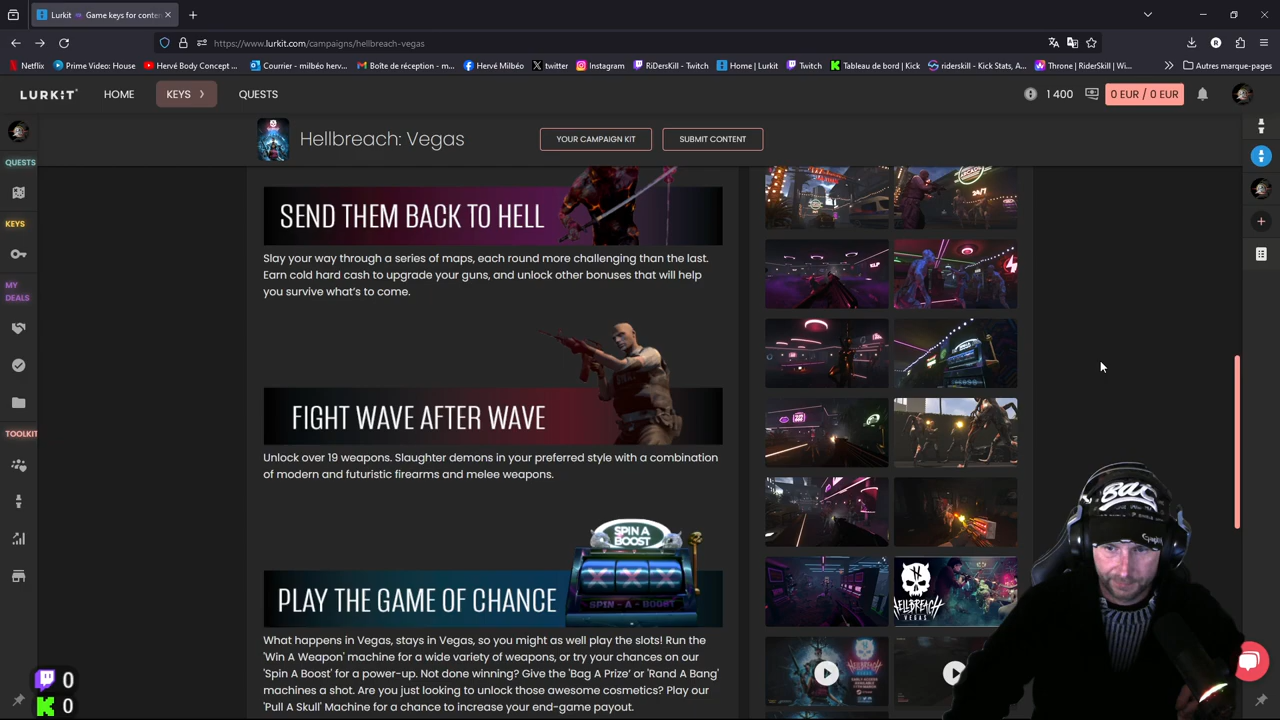 Lurkit
Game keys for conten
https://www.lurkit.com/campaigns/hellbreach-vegas
Netflix
Prime Video: House
Hervé Body Concept ...
Courrier - milbéo herv...
Boîte de réception - m...
Hervé Milbéo
twitter
Instagram
RiDersKill - Twitch
Home | Lurkit
Twitch
Tableau de bord | Kick
riderskill - Kick Stats, A...
Throne | RiderSkill | Wi...
Autres marque-pages
LURKIT
HOME
KEYS
QUESTS
1 400
0 EUR / 0 EUR
Hellbreach: Vegas
YOUR CAMPAIGN KIT
SUBMIT CONTENT
QUESTS
KEYS
MY
DEALS
TOOLKIT
SEND THEM BACK TO HELL
Slay your way through a series of maps, each round more challenging than the last.
Earn cold hard cash to upgrade your guns, and unlock other bonuses that will help
you survive what's to come.
FIGHT WAVE AFTER WAVE
Unlock over 19 weapons. Slaughter demons in your preferred style with a combination
of modern and futuristic firearms and melee weapons.
SPIN A
BOOST
XXX
SPIN - A - BOOST
PLAY THE GAME OF CHANCE
What happens in Vegas, stays in Vegas, so you might as well play the slots! Run the
'Win A Weapon' machine for a wide variety of weapons, or try your chances on our
'Spin A Boost' for a power-up. Not done winning? Give the 'Bag A Prize' or 'Rand A Bang'
machines a shot. Are you just looking to unlock those awesome cosmetics? Play our
'Pull A Skull' Machine for a chance to increase your end-game payout.
24/7
HELLBREACH
VEGAS
0
0